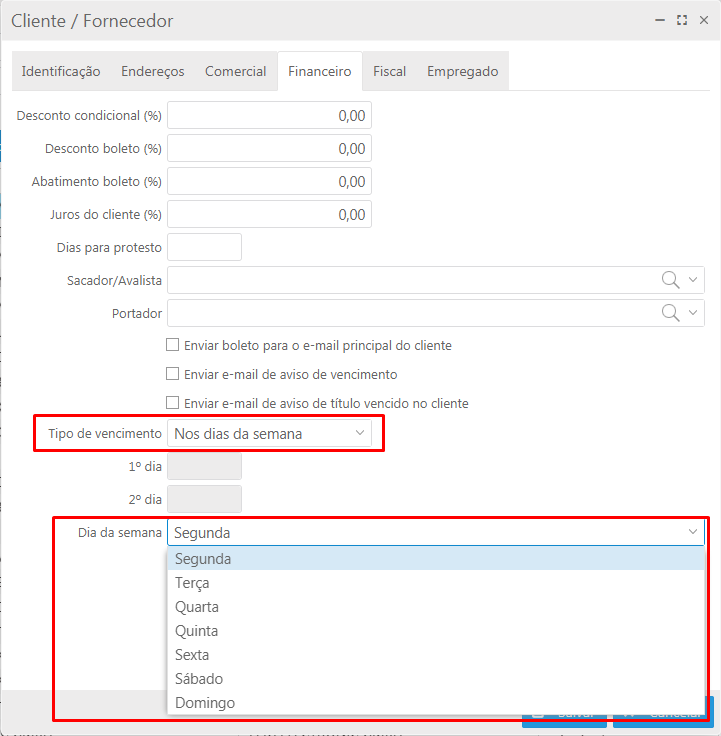 Cliente / Fornecedor
Identificação Endereços Comercial Financeiro Fiscal Empregado
Desconto condicional (%) 0,00
Desconto boleto (%) 0,00
Abatimento boleto (%) 0,00
Juros do cliente (%) 0,00
Dias para protesto
Sacador/Avalista
Portador
Enviar boleto para o e-mail principal do cliente
Enviar e-mail de aviso de vencimento
Enviar e-mail de aviso de título vencido no cliente
Tipo de vencimento Nos dias da semana
1º dia
2º dia
Dia da semana Segunda
Segunda
Terça
Quarta
Quinta
Sexta
Sábado
Domingo